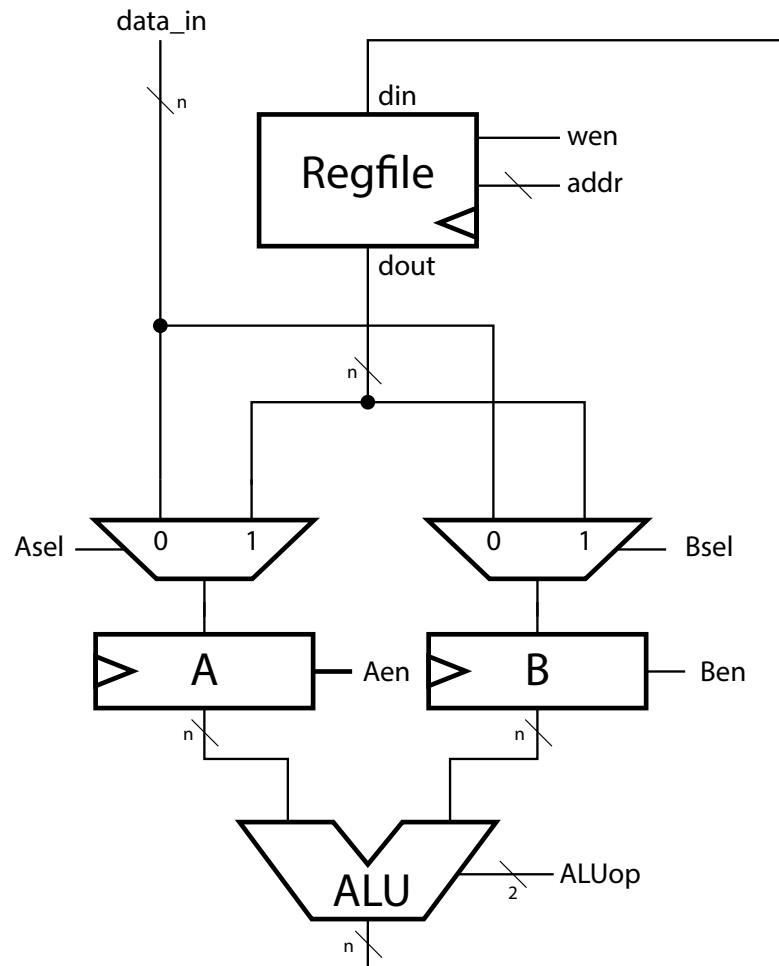 data_in
n
din
Regfile
wen
addr
dout
n
0 1
0 1
Asel
Bsel
A
Aen
B
Ben
n
n
ALU
ALUop
2
n